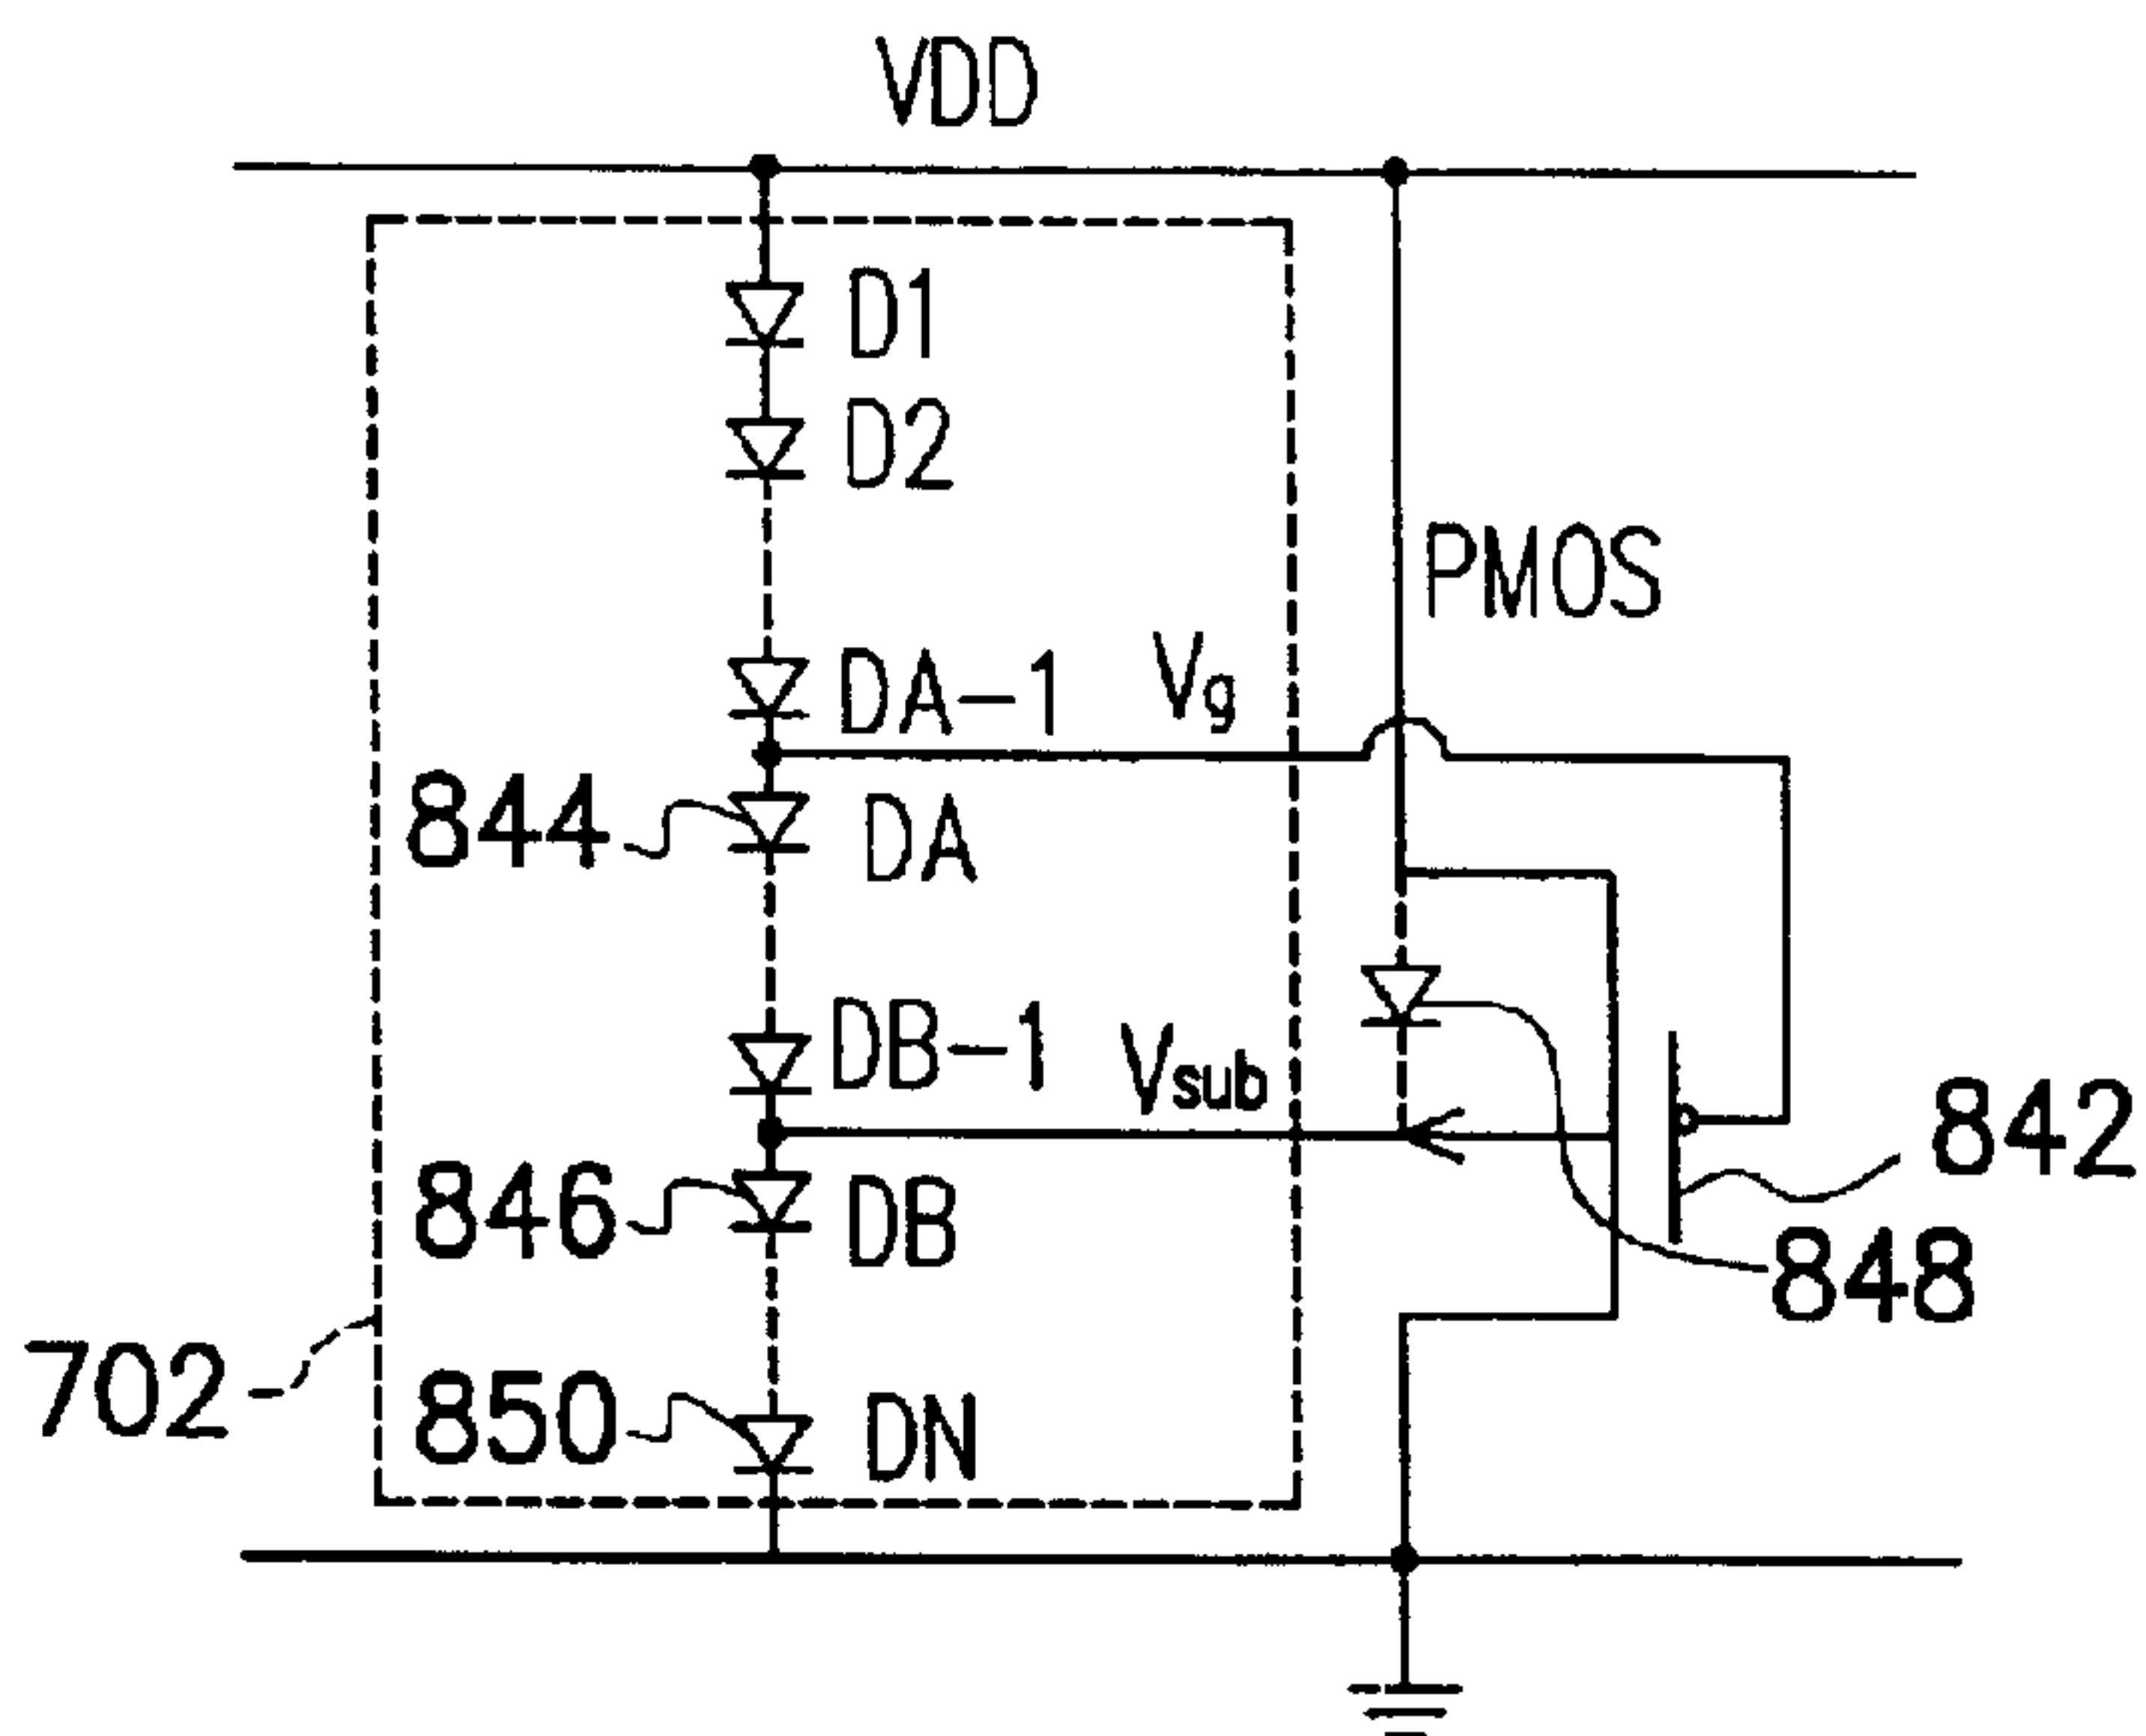 VDD
D1
D2
PMOS
DA-1
Vg
844
DA
DB-1
Vsub
842
846
DB
848
702
850
DN